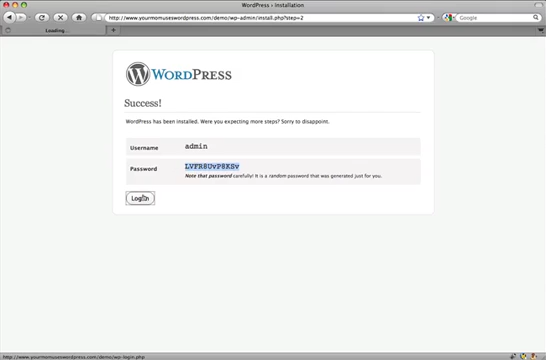 WordPress › Installation
http://www.yourmomuseswordpress.com/demo/wp-admin/install.php?step=2
Google
Loading...
WORDPRESS
Success!
WordPress has been installed. Were you expecting more steps? Sorry to disappoint.
Username admin
Password LVFR8UvP8KSv
Note that password carefully! It is a random password that was generated just for you.
Log In
http://www.yourmomuseswordpress.com/demo/wp-login.php